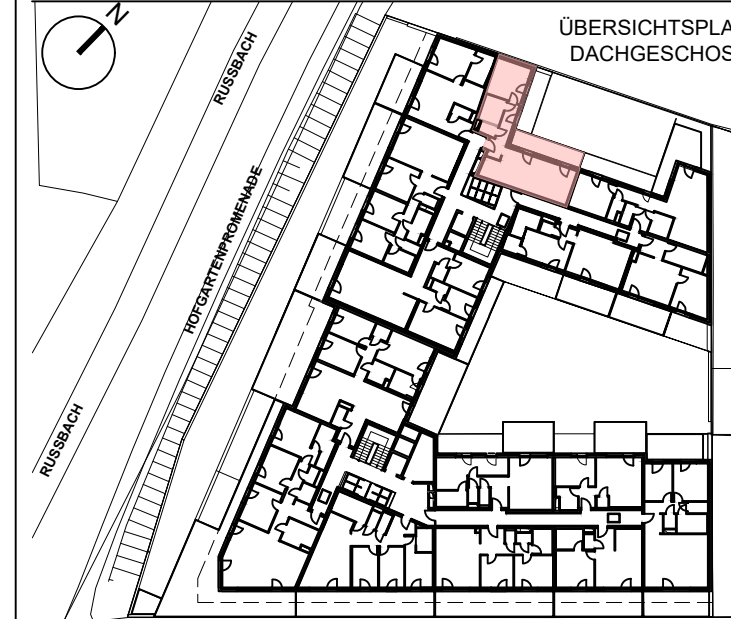 N
ÜBERSICHTSPLA
DACHGESCHOS
RUSSBACH
HOFGARTENPROMENADE
RUSSBACH